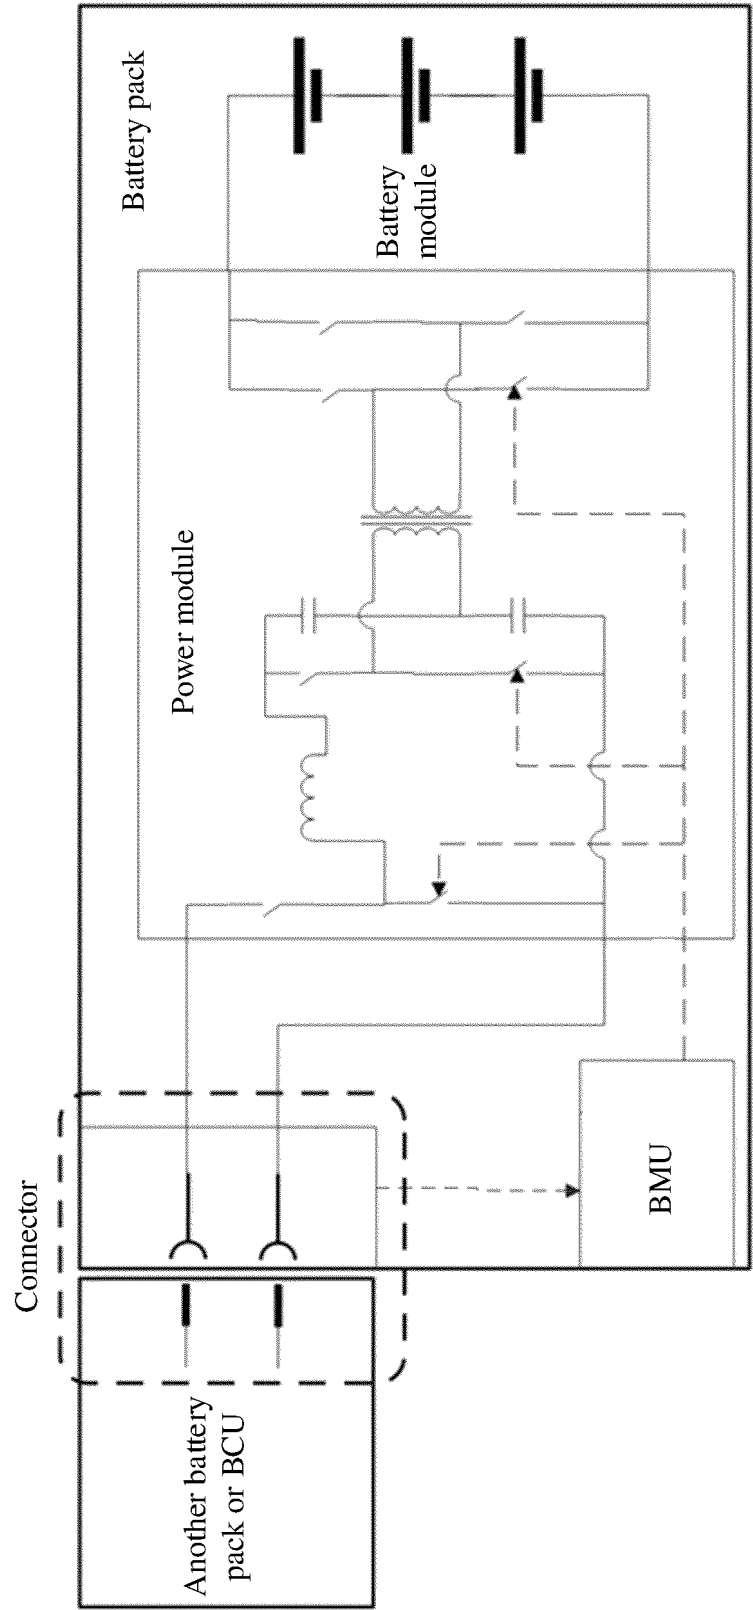 Battery pack
Battery
module
Power module
Connector
BMU
Another battery
pack or BCU